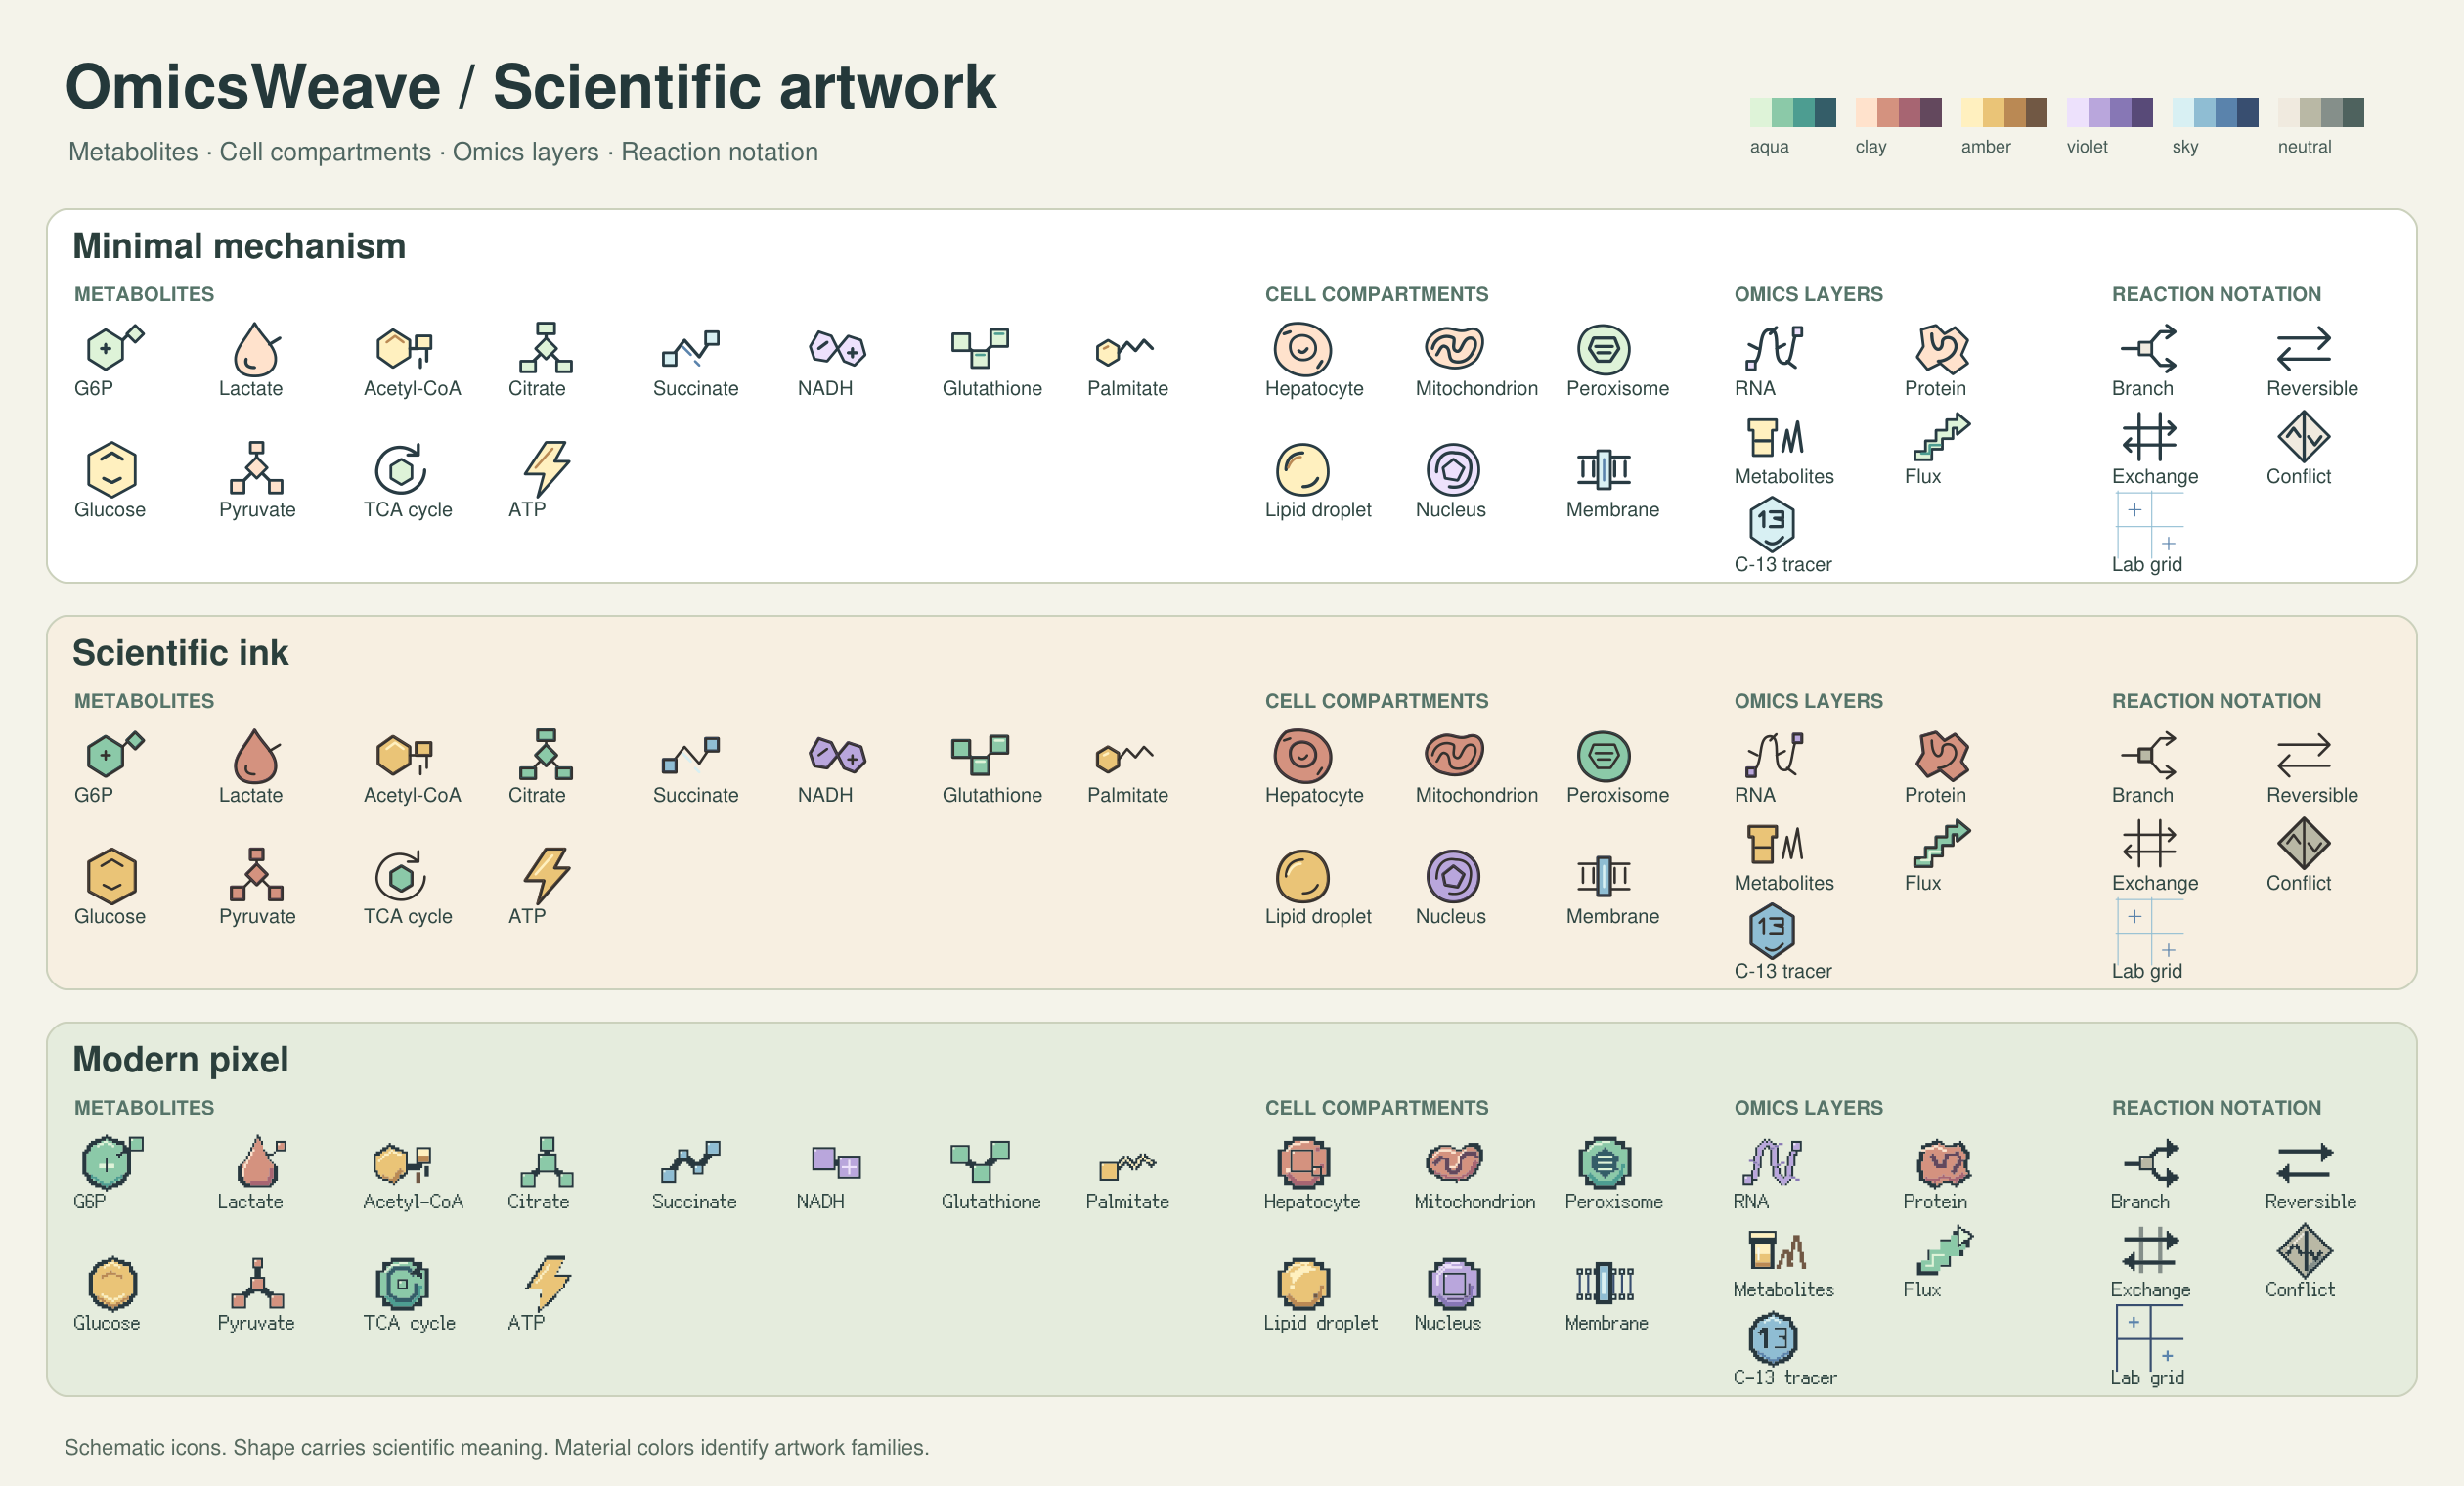 OmicsWeave / Scientific artwork
Metabolites · Cell compartments · Omics layers · Reaction notation
aqua clay amber violet sky neutral
Minimal mechanism
METABOLITES CELL COMPARTMENTS OMICS LAYERS REACTION NOTATION
G6P Lactate Acetyl-CoA Citrate Succinate NADH Glutathione Palmitate Hepatocyte Mitochondrion Peroxisome RNA Protein Branch Reversible
Metabolites Flux Exchange Conflict
Glucose Pyruvate TCA cycle ATP Lipid droplet Nucleus Membrane
13
C-13 tracer Lab grid
Scientific ink
METABOLITES CELL COMPARTMENTS OMICS LAYERS REACTION NOTATION
G6P Lactate Acetyl-CoA Citrate Succinate NADH Glutathione Palmitate Hepatocyte Mitochondrion Peroxisome RNA Protein Branch Reversible
Metabolites Flux Exchange Conflict
Glucose Pyruvate TCA cycle ATP Lipid droplet Nucleus Membrane
13
C-13 tracer Lab grid
Modern pixel
METABOLITES CELL COMPARTMENTS OMICS LAYERS REACTION NOTATION
G6P Lactate Acetyl-CoA Citrate Succinate NADH Glutathione Palmitate Hepatocyte Mitochondrion Peroxisome RNA Protein Branch Reversible
Metabolites Flux Exchange Conflict
Glucose Pyruvate TCA cycle ATP Lipid droplet Nucleus Membrane
13
C-13 tracer Lab grid
Schematic icons. Shape carries scientific meaning. Material colors identify artwork families.